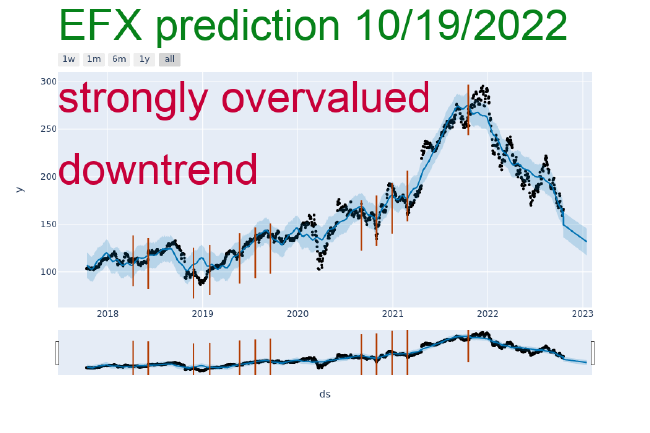 EFX prediction 10/19/2022
1w 1m 6m 1y all
strongly overvalued
downtrend
300
250
200
150
100
y
2018 2019 2020 2021 2022 2023
ds